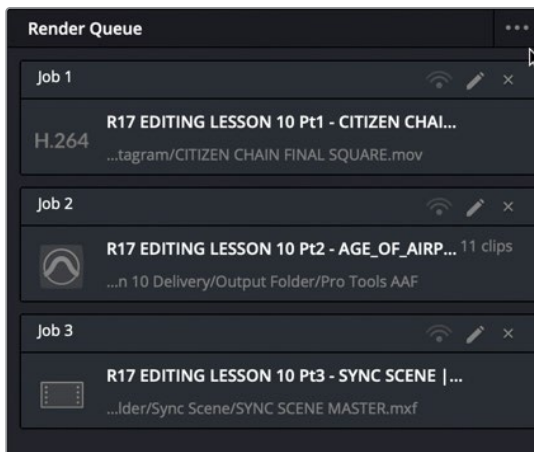 Render Queue
Job 1
H.264
R17 EDITING LESSON 10 Pt1 - CITIZEN CHAI...
...tagram/CITIZEN CHAIN FINAL SQUARE.mov
Job 2
R17 EDITING LESSON 10 Pt2 - AGE_OF_AIRP... 11 clips
...n 10 Delivery/Output Folder/Pro Tools AAF
Job 3
R17 EDITING LESSON 10 Pt3 - SYNC SCENE |...
...lder/Sync Scene/SYNC SCENE MASTER.mxf